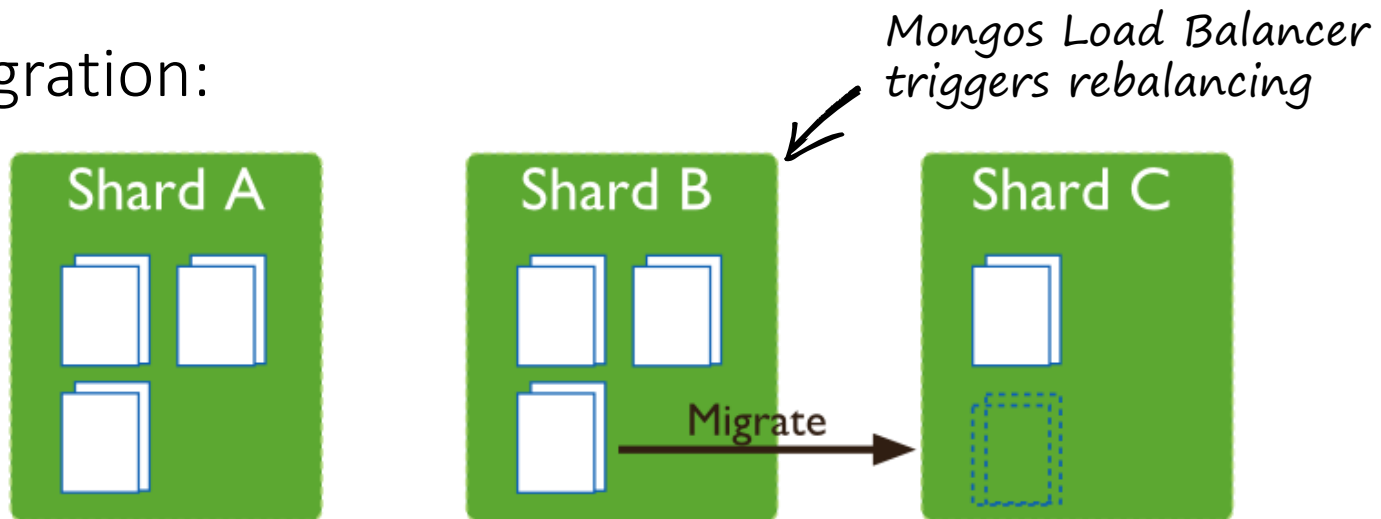 Mongos Load Balancer
triggers rebalancing
gration:
Shard A
Shard B
Shard C
Migrate